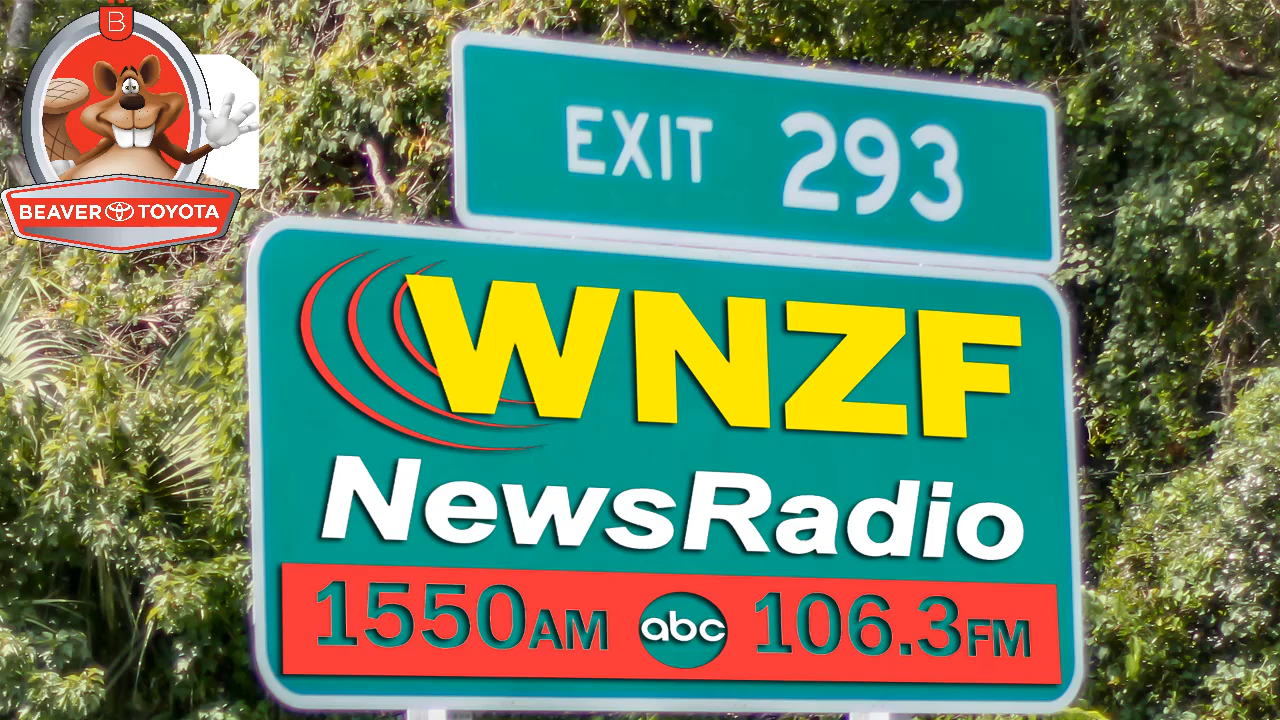 B
BEAVER TOYOTA
EXIT 293
WNZF
NewsRadio
1550AM abc 106.3FM